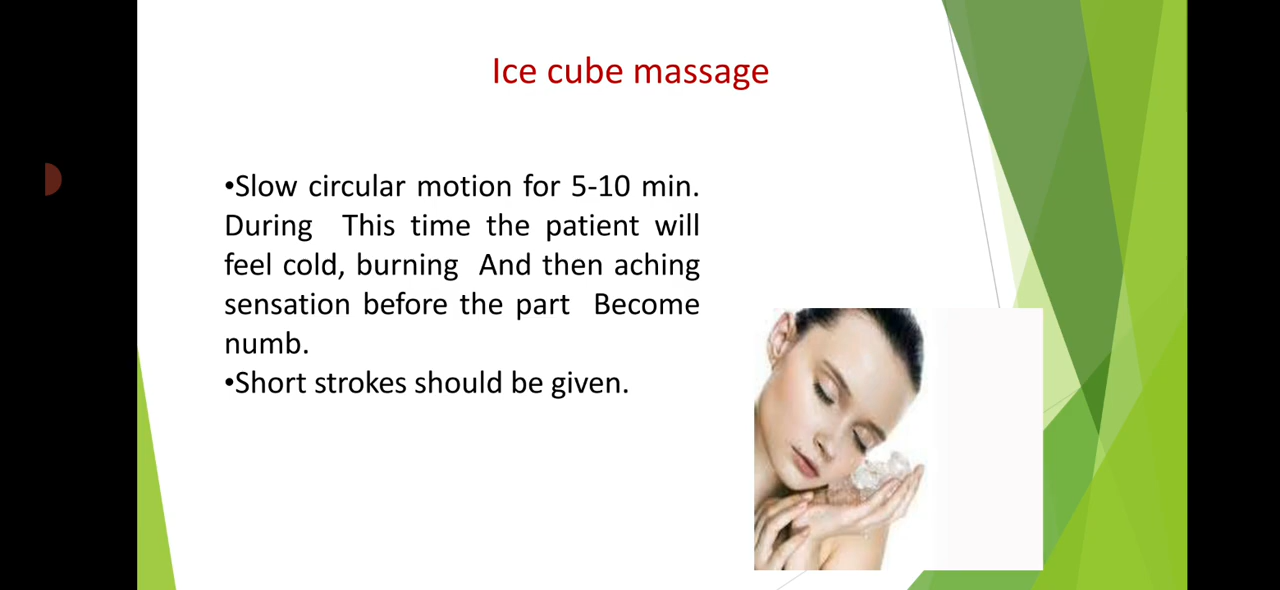 Ice cube massage
•Slow circular motion for 5-10 min.
During This time the patient will
feel cold, burning And then aching
sensation before the part Become
numb.
•Short strokes should be given.